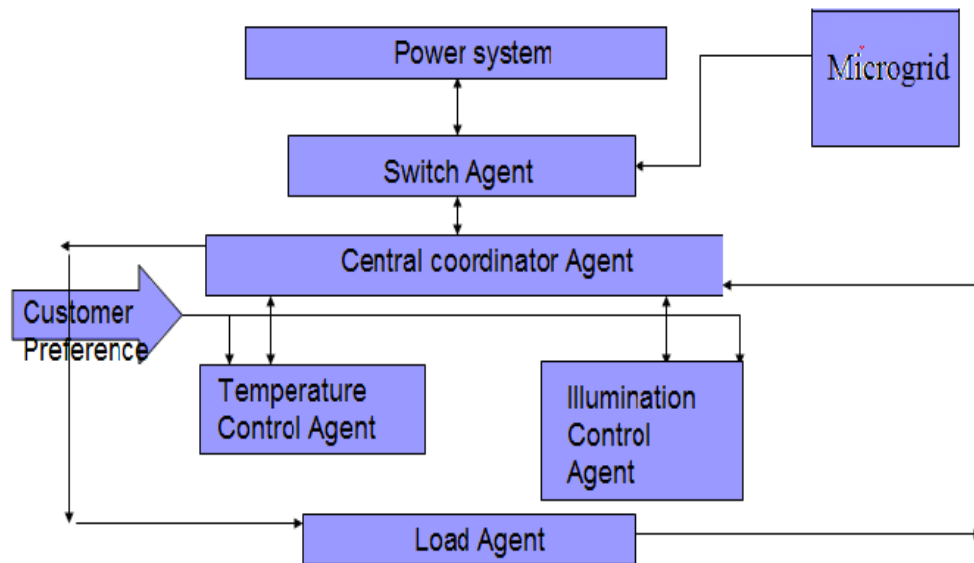 Power system
Microgrid
Switch Agent
Central coordinator Agent
Customer
Preference
Temperature
Control Agent
Illumination
Control
Agent
Load Agent